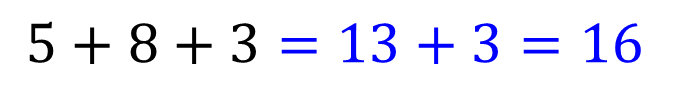 5 + 8 + 3 = 13 + 3 = 16